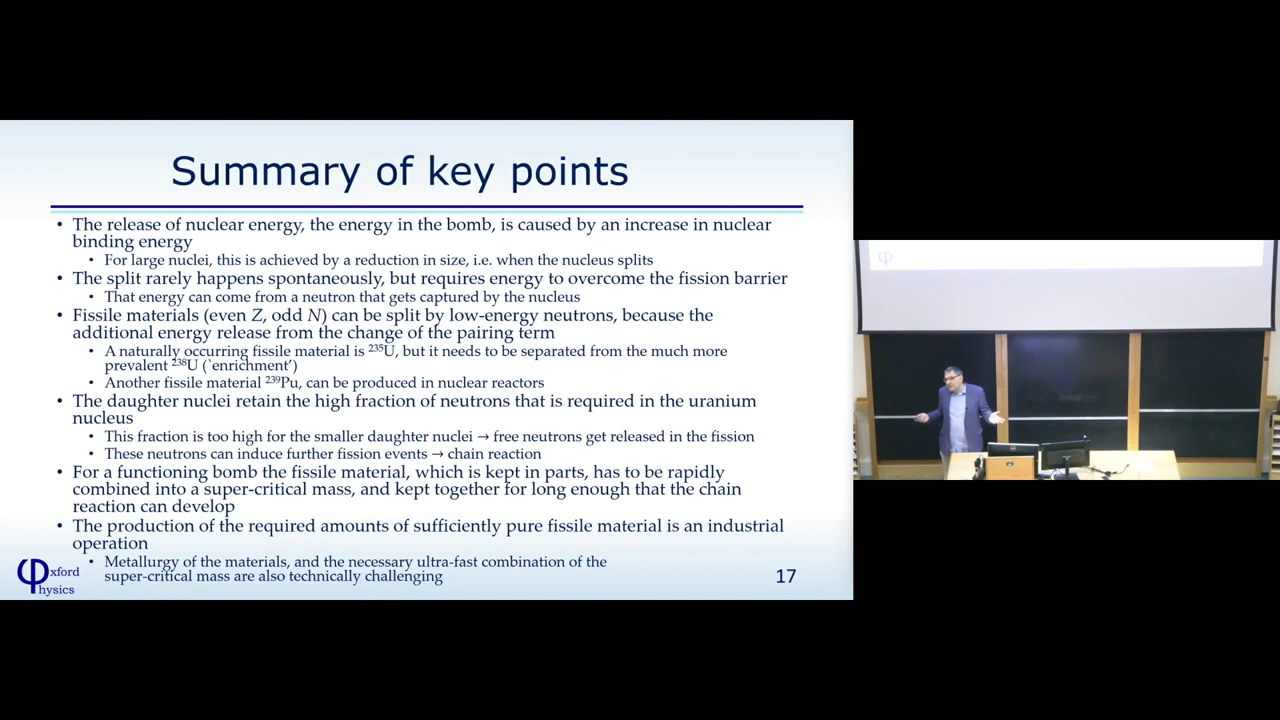 Summary of key points
• The release of nuclear energy, the energy in the bomb, is caused by an increase in nuclear
binding energy
• For large nuclei, this is achieved by a reduction in size, i.e. when the nucleus splits
• The split rarely happens spontaneously, but requires energy to overcome the fission barrier
• That energy can come from a neutron that gets captured by the nucleus
• Fissile materials (even Z, odd N) can be split by low-energy neutrons, because the
additional energy release from the change of the pairing term
• A naturally occurring fissile material is ²³⁵U, but it needs to be separated from the much more
prevalent ²³⁸U (`enrichment')
• Another fissile material ²³⁹Pu, can be produced in nuclear reactors
• The daughter nuclei retain the high fraction of neutrons that is required in the uranium
nucleus
• This fraction is too high for the smaller daughter nuclei → free neutrons get released in the fission
• These neutrons can induce further fission events → chain reaction
• For a functioning bomb the fissile material, which is kept in parts, has to be rapidly
combined into a super-critical mass, and kept together for long enough that the chain
reaction can develop
• The production of the required amounts of sufficiently pure fissile material is an industrial
operation
• Metallurgy of the materials, and the necessary ultra-fast combination of the
super-critical mass are also technically challenging
φxford
hysics
17
φ